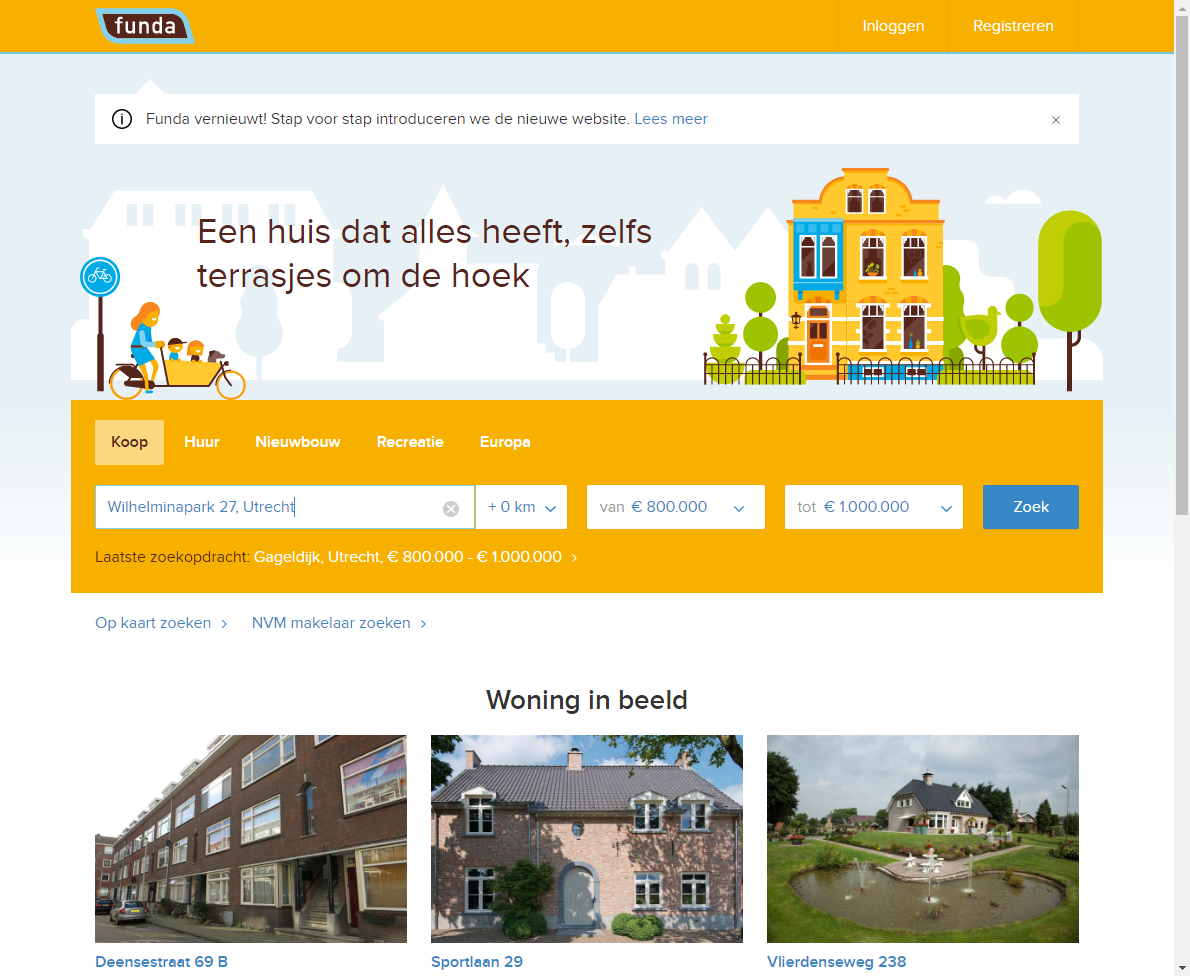 funda
Inloggen
Registreren
Funda vernieuwt! Stap voor stap introduceren we de nieuwe website. Lees meer
Een huis dat alles heeft, zelfs
terrasjes om de hoek
Koop
Huur
Nieuwbouw
Recreatie
Europa
Wilhelminapark 27, Utrecht
+ 0 km
van € 800.000
tot € 1.000.000
Zoek
Laatste zoekopdracht: Gageldijk, Utrecht, € 800.000 - € 1.000.000
Op kaart zoeken
NVM makelaar zoeken
Woning in beeld
Deensestraat 69 B
Sportlaan 29
Vlierdenseweg 238